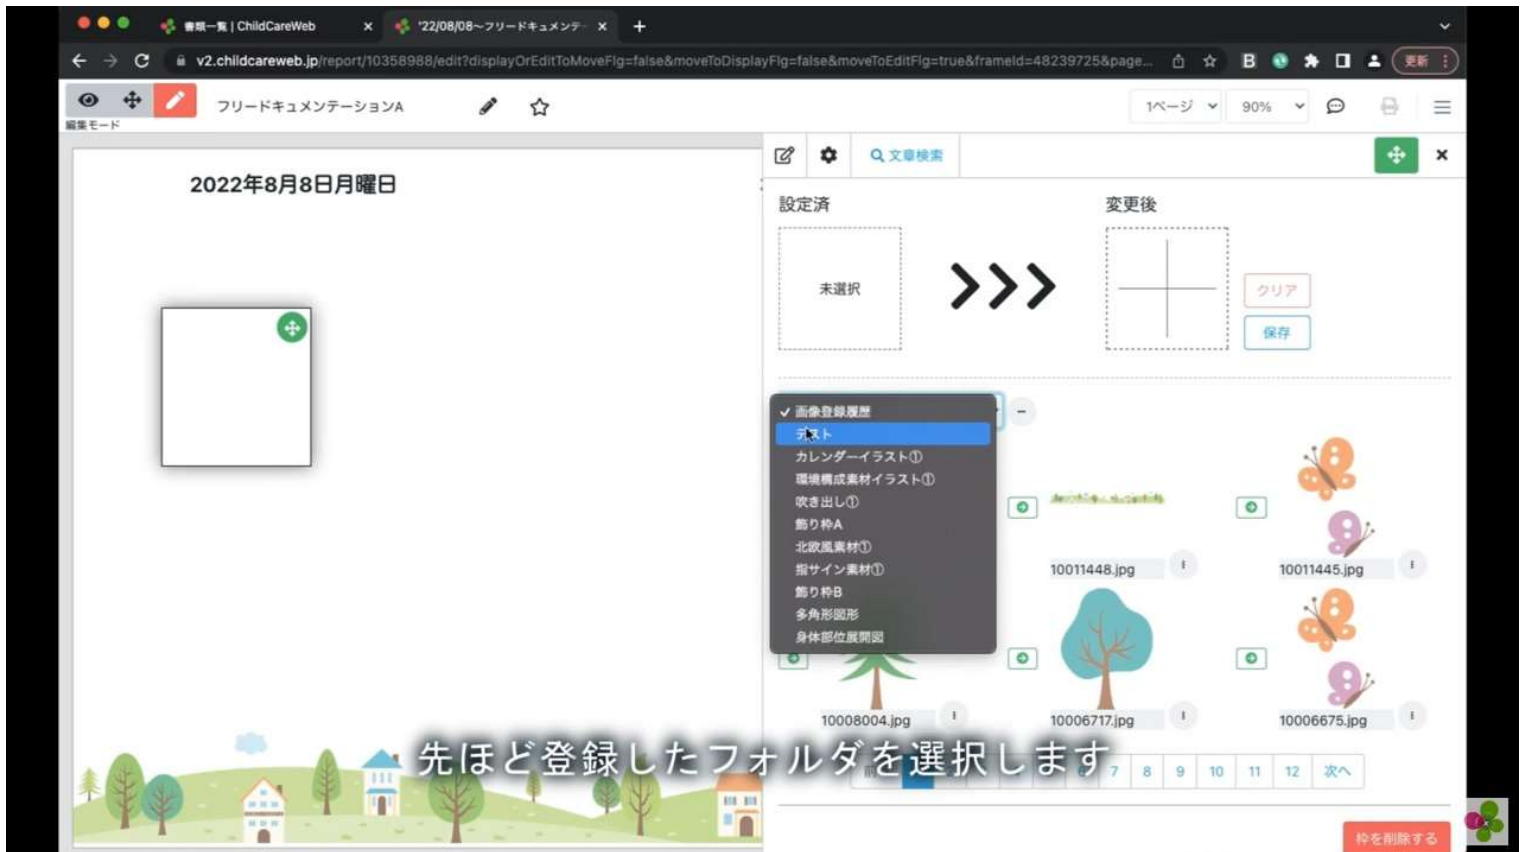 書類一覧 | ChildCareWeb
'22/08/08〜フリードキュメンテー
v2.childcareweb.jp/report/10358988/edit?displayOrEditToMoveFlg=false&moveToDisplayFlg=false&moveToEditFlg=true&frameId=48239725&page...
更新
編集モード
フリードキュメンテーションA
1ページ
90%
文章検索
2022年8月8日月曜日
設定済
変更後
未選択
クリア
保存
画像登録履歴
テスト
カレンダーイラスト①
環境構成素材イラスト①
吹き出し①
飾り枠A
北欧風素材①
指サイン素材①
飾り枠B
多角形図形
身体部位展開図
10011448.jpg
10011445.jpg
10008004.jpg
10006717.jpg
10006675.jpg
先ほど登録したフォルダを選択します
7 8 9 10 11 12 次へ
枠を削除する